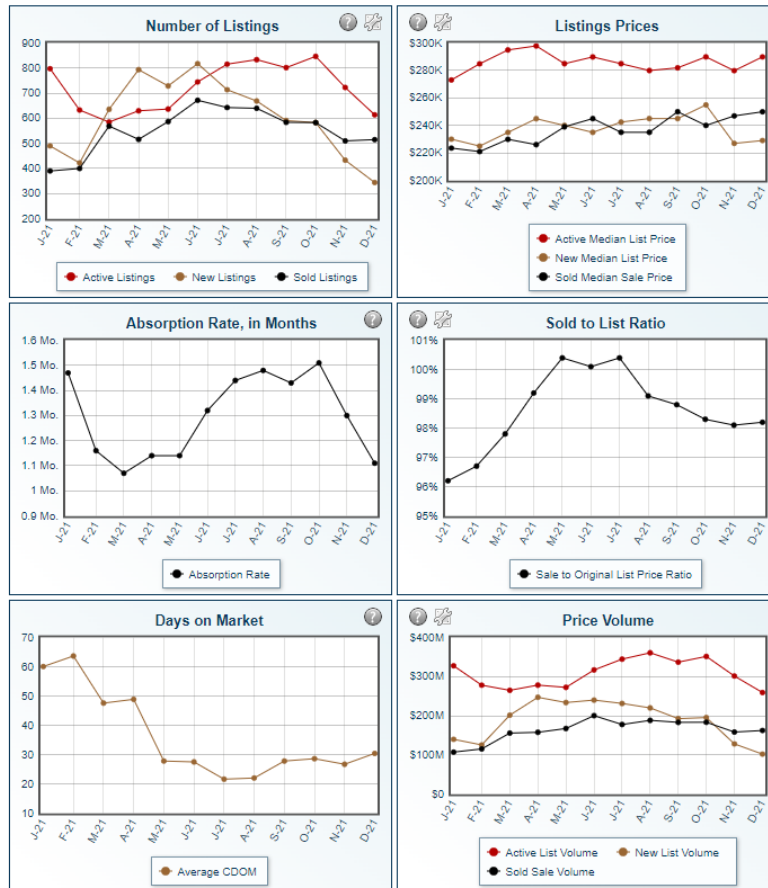 Number of Listings
900
800
700
600
500
400
300
200
J-21 F-21 M-21 A-21 M-21 J-21 J-21 A-21 S-21 O-21 N-21 D-21
Active Listings New Listings Sold Listings
Listings Prices
$300K
$280K
$260K
$240K
$220K
$200K
J-21 F-21 M-21 A-21 M-21 J-21 J-21 A-21 S-21 O-21 N-21 D-21
Active Median List Price
New Median List Price
Sold Median Sale Price
Absorption Rate, in Months
1.6 Mo.
1.5 Mo.
1.4 Mo.
1.3 Mo.
1.2 Mo.
1.1 Mo.
1 Mo.
0.9 Mo.
J-21 F-21 M-21 A-21 M-21 J-21 J-21 A-21 S-21 O-21 N-21 D-21
Absorption Rate
Sold to List Ratio
101%
100%
99%
98%
97%
96%
95%
J-21 F-21 M-21 A-21 M-21 J-21 J-21 A-21 S-21 O-21 N-21 D-21
Sale to Original List Price Ratio
Days on Market
70
60
50
40
30
20
10
J-21 F-21 M-21 A-21 M-21 J-21 J-21 A-21 S-21 O-21 N-21 D-21
Average CDOM
Price Volume
$400M
$300M
$200M
$100M
$0
J-21 F-21 M-21 A-21 M-21 J-21 J-21 A-21 S-21 O-21 N-21 D-21
Active List Volume New List Volume
Sold Sale Volume